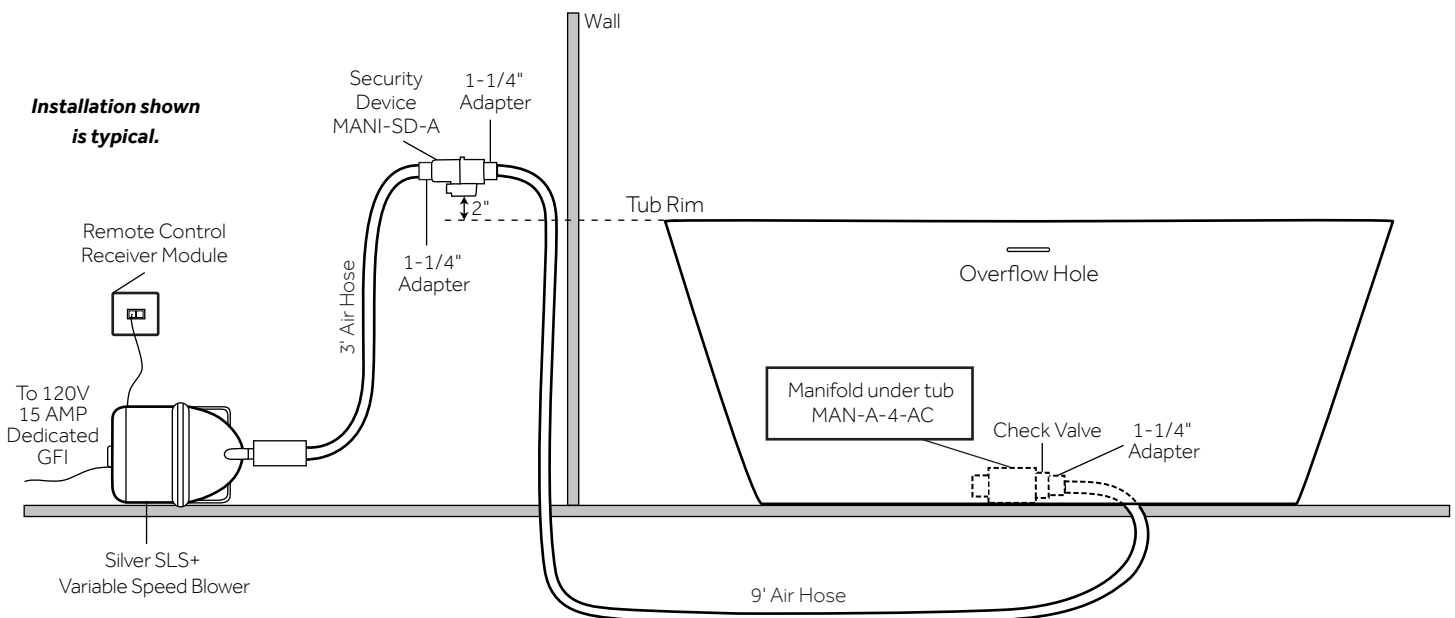 Wall
Installation shown
is typical.
Security
Device
MANI-SD-A
1-1/4"
Adapter
2"
Tub Rim
Remote Control
Receiver Module
1-1/4"
Adapter
3' Air Hose
Overflow Hole
To 120V
15 AMP
Dedicated
GFI
Manifold under tub
MAN-A-4-AC
Check Valve
1-1/4"
Adapter
Silver SLS+
Variable Speed Blower
9' Air Hose